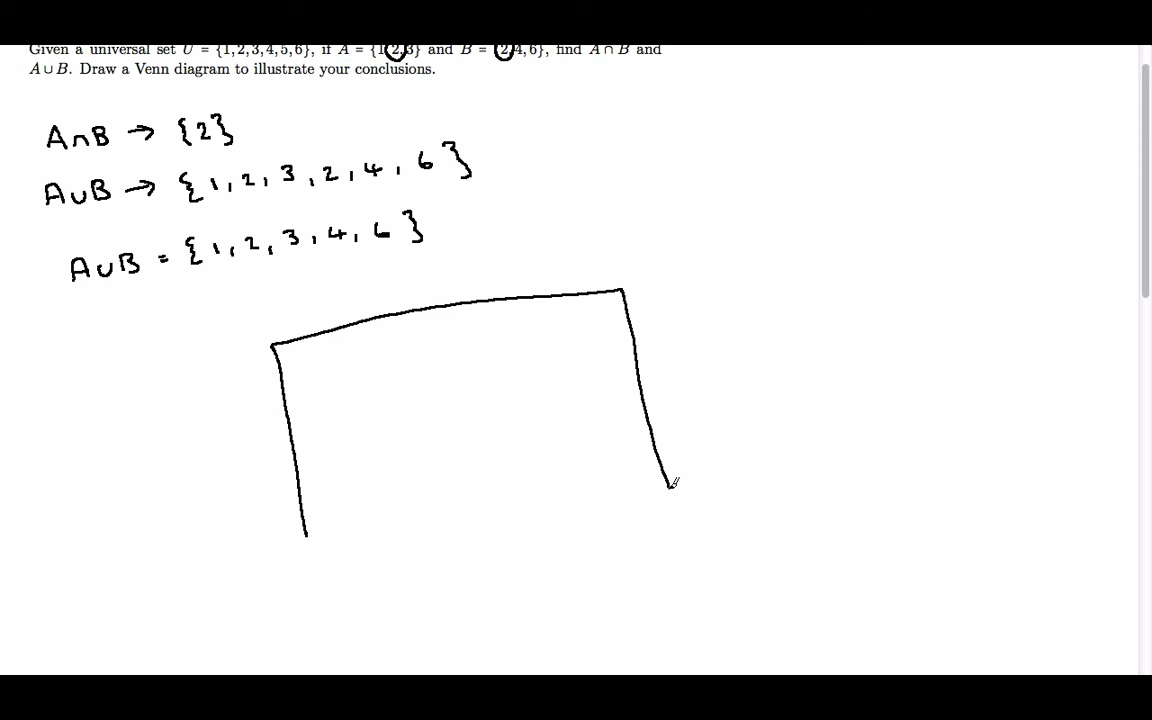 Given a universal set U = {1,2,3,4,5,6}, if A = {1,2,3} and B = {2,4,6}, find A ∩ B and
A ∪ B. Draw a Venn diagram to illustrate your conclusions.
A∩B → {2}
A∪B → {1, 2, 3, 2, 4, 6}
A∪B = {1, 2, 3, 4, 6}